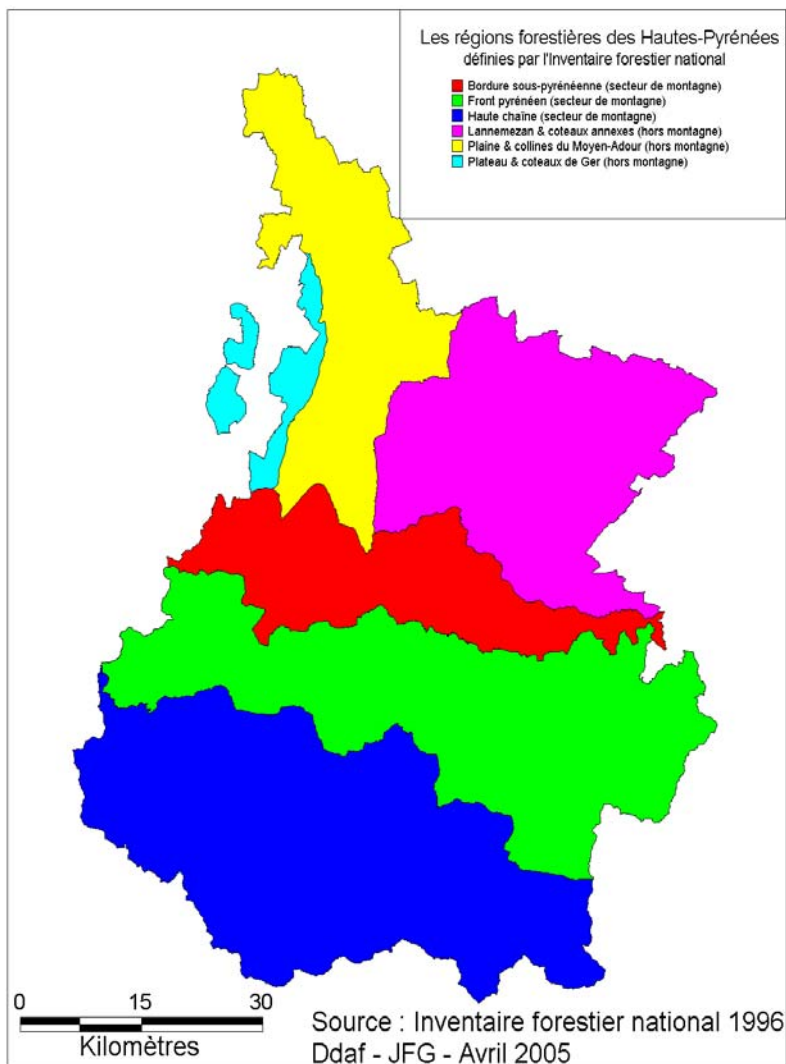 Les régions forestières des Hautes-Pyrénées
définies par l'Inventaire forestier national
Bordure sous-pyrénéenne (secteur de montagne)
Front pyrénéen (secteur de montagne)
Haute chaîne (secteur de montagne)
Lannemezan & coteaux annexes (hors montagne)
Plaine & collines du Moyen-Adour (hors montagne)
Plateau & coteaux de Ger (hors montagne)
0 15 30
Kilomètres
Source : Inventaire forestier national 1996
Ddaf - JFG - Avril 2005